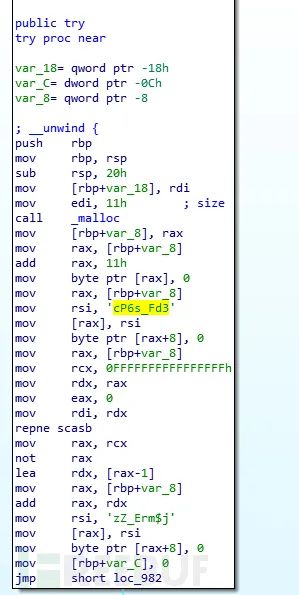 public try
try proc near
var_18= qword ptr -18h
var_C= dword ptr -0Ch
var_8= qword ptr -8
; __unwind {
push rbp
mov rbp, rsp
sub rsp, 20h
mov [rbp+var_18], rdi
mov edi, 11h ; size
call _malloc
mov [rbp+var_8], rax
mov rax, [rbp+var_8]
add rax, 11h
mov byte ptr [rax], 0
mov rax, [rbp+var_8]
mov rsi, 'cP6s_Fd3'
mov [rax], rsi
mov byte ptr [rax+8], 0
mov rax, [rbp+var_8]
mov rcx, 0FFFFFFFFFFFFFFFFh
mov rdx, rax
mov eax, 0
mov rdi, rdx
repne scasb
mov rax, rcx
not rax
lea rdx, [rax-1]
mov rax, [rbp+var_8]
add rax, rdx
mov rsi, 'zZ_Erm$j'
mov [rax], rsi
mov byte ptr [rax+8], 0
mov [rbp+var_C], 0
jmp short loc_982